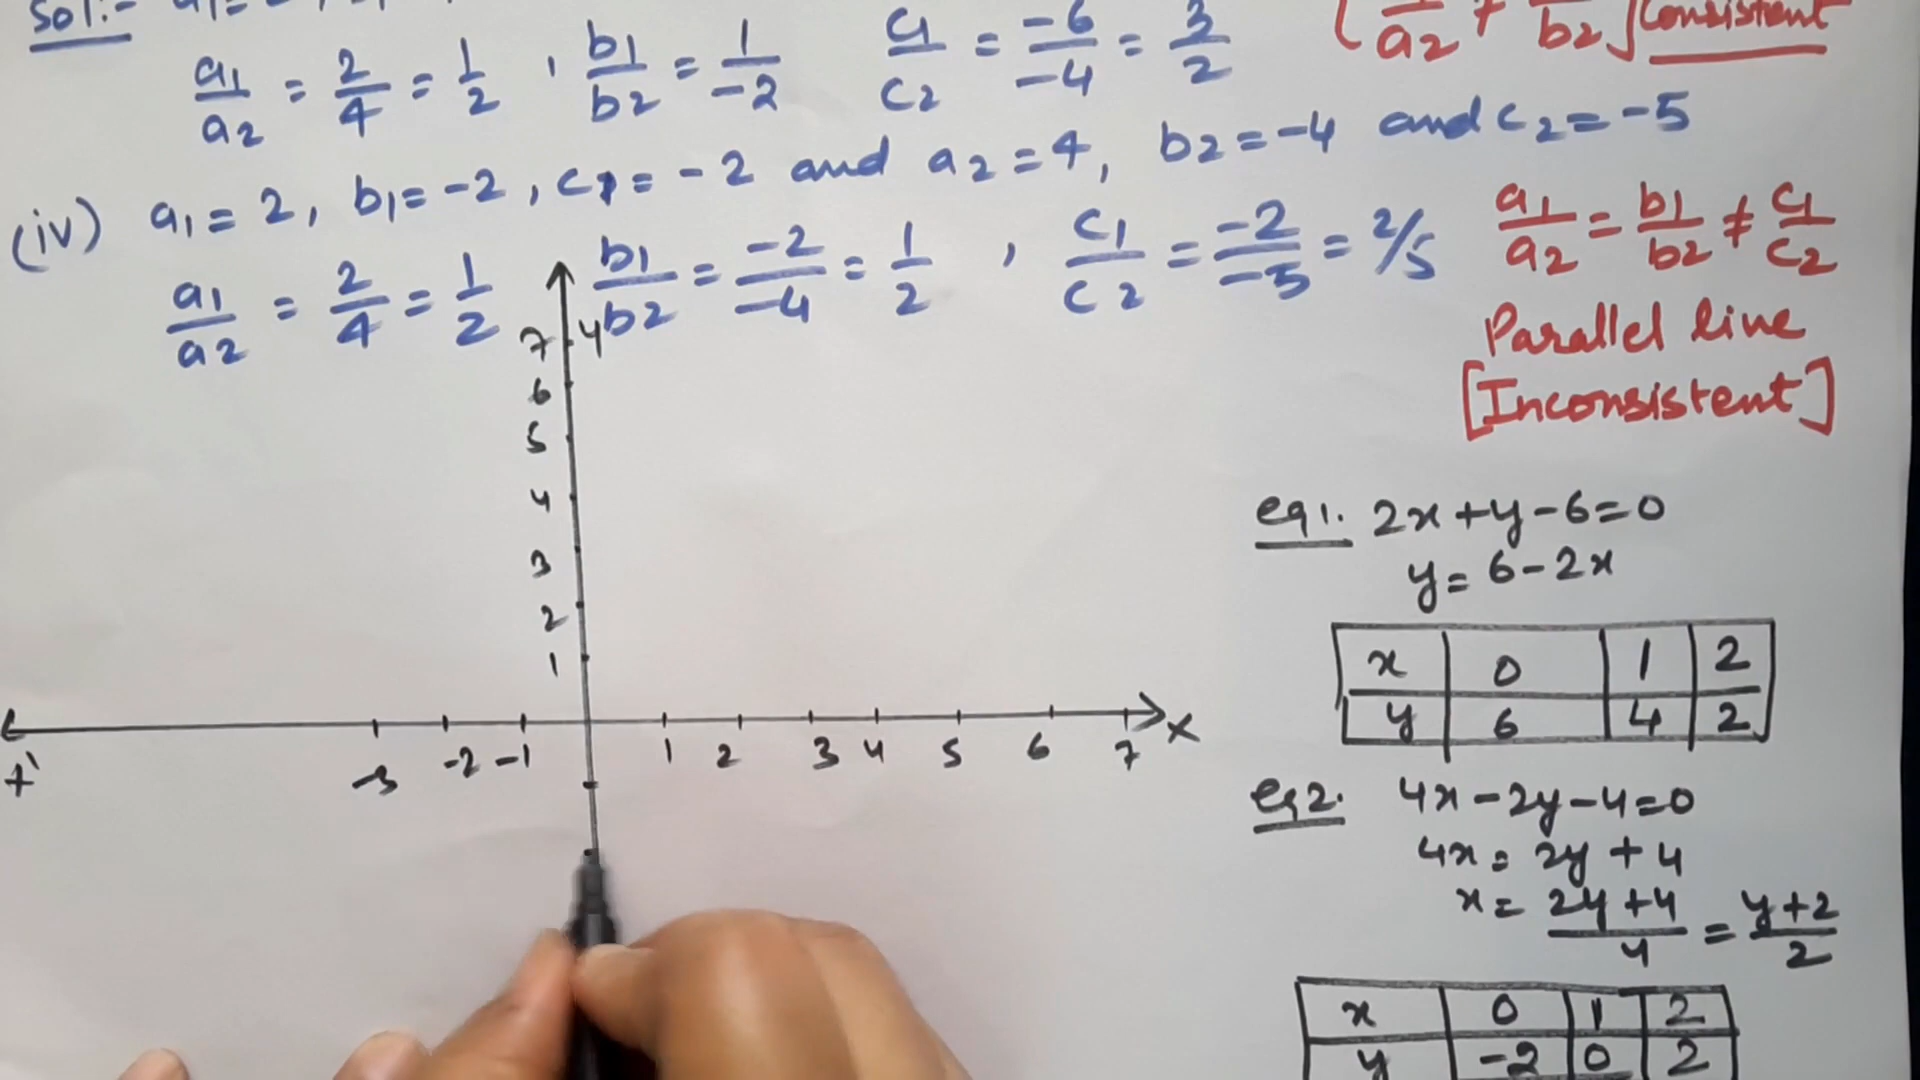 Sol:-
a1/a2 = 2/4 = 1/2 , b1/b2 = 1/-2 c1/c2 = -6/-4 = 3/2
a2 ≠ b2 ] Consistent
(iv) a1 = 2, b1 = -2, c1 = -2 and a2 = 4, b2 = -4 and c2 = -5
a1/a2 = 2/4 = 1/2 b1/b2 = -2/-4 = 1/2 , c1/c2 = -2/-5 = 2/5
a1/a2 = b1/b2 ≠ c1/c2
Parallel line
[Inconsistent]
y
7
6
5
4
3
2
1
-3 -2 -1 1 2 3 4 5 6 7 x
x'
eq1. 2x + y - 6 = 0
y = 6 - 2x
x 0 1 2
y 6 4 2
eq2. 4x - 2y - 4 = 0
4x = 2y + 4
x = 2y + 4/4 = y + 2/2
x 0 1 2
y -2 0 2